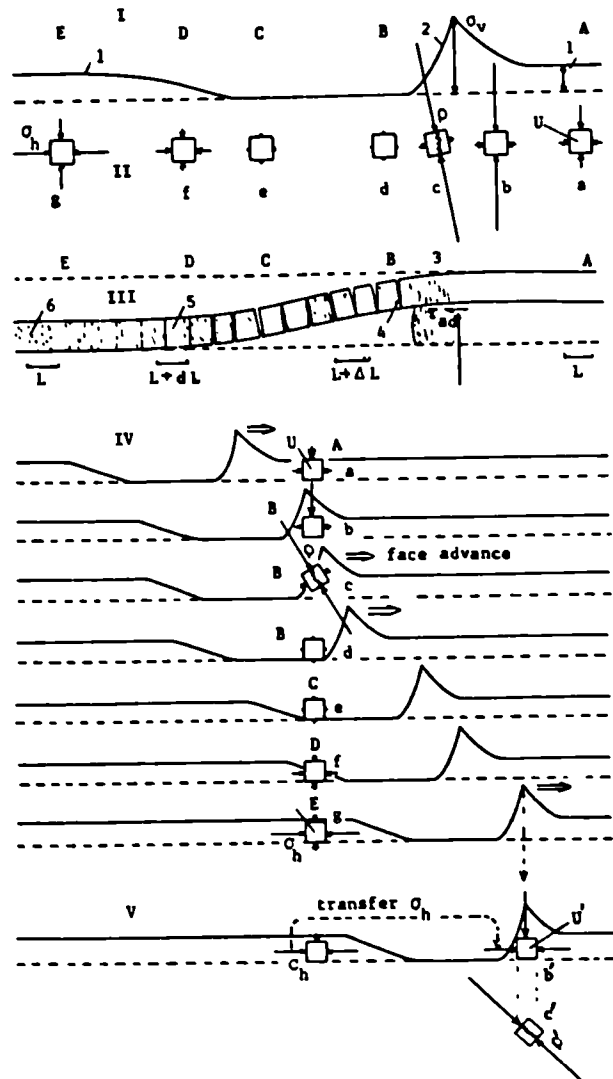 E I D C B 2 σv A
1 1
σh ρ U
II
g f e d c b a
E D C B 3 A
III
6 5 4 τad
L L+dL L+ΔL L
IV U A
a
B b
ρ
B c face advance
B d
C e
D f
E g
σh
V transfer σh
U'
σh b'
c'
ρ'